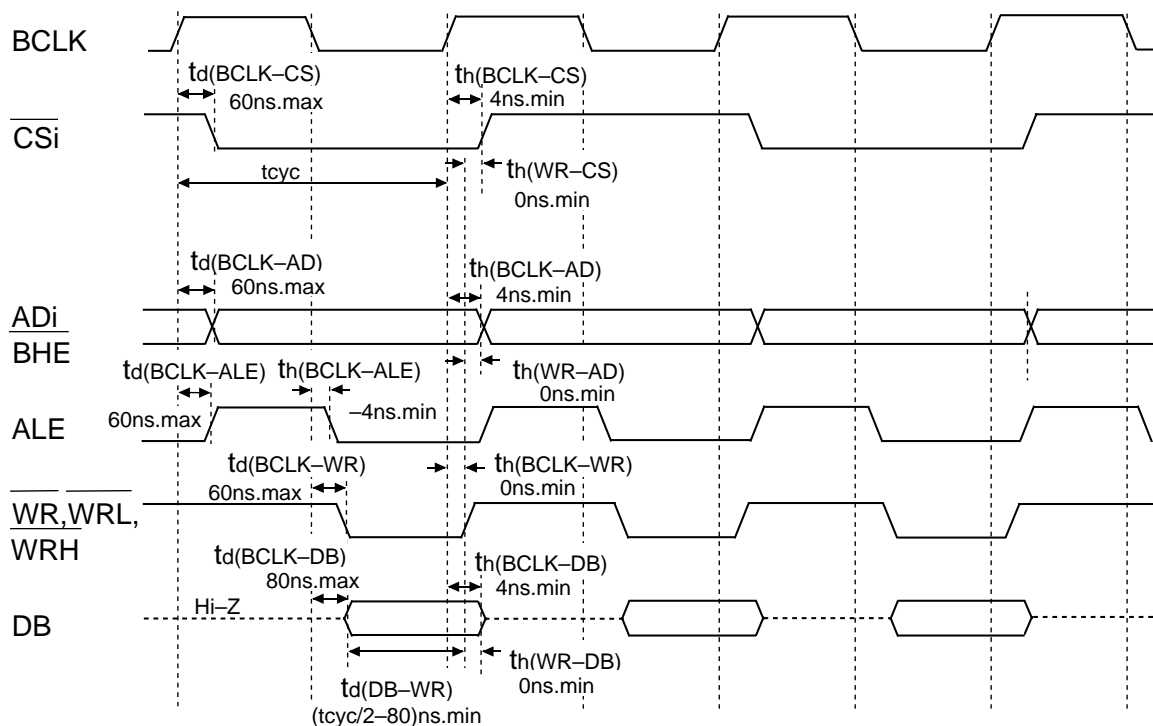 BCLK
td(BCLK–CS)
60ns.max
th(BCLK–CS)
4ns.min
CSi
tcyc
th(WR–CS)
0ns.min
td(BCLK–AD)
60ns.max
th(BCLK–AD)
4ns.min
ADi
BHE
td(BCLK–ALE)
60ns.max
th(BCLK–ALE)
–4ns.min
th(WR–AD)
0ns.min
ALE
td(BCLK–WR)
60ns.max
th(BCLK–WR)
0ns.min
WR,WRL,
WRH
td(BCLK–DB)
80ns.max
th(BCLK–DB)
4ns.min
Hi–Z
DB
td(DB–WR)
(tcyc/2–80)ns.min
th(WR–DB)
0ns.min